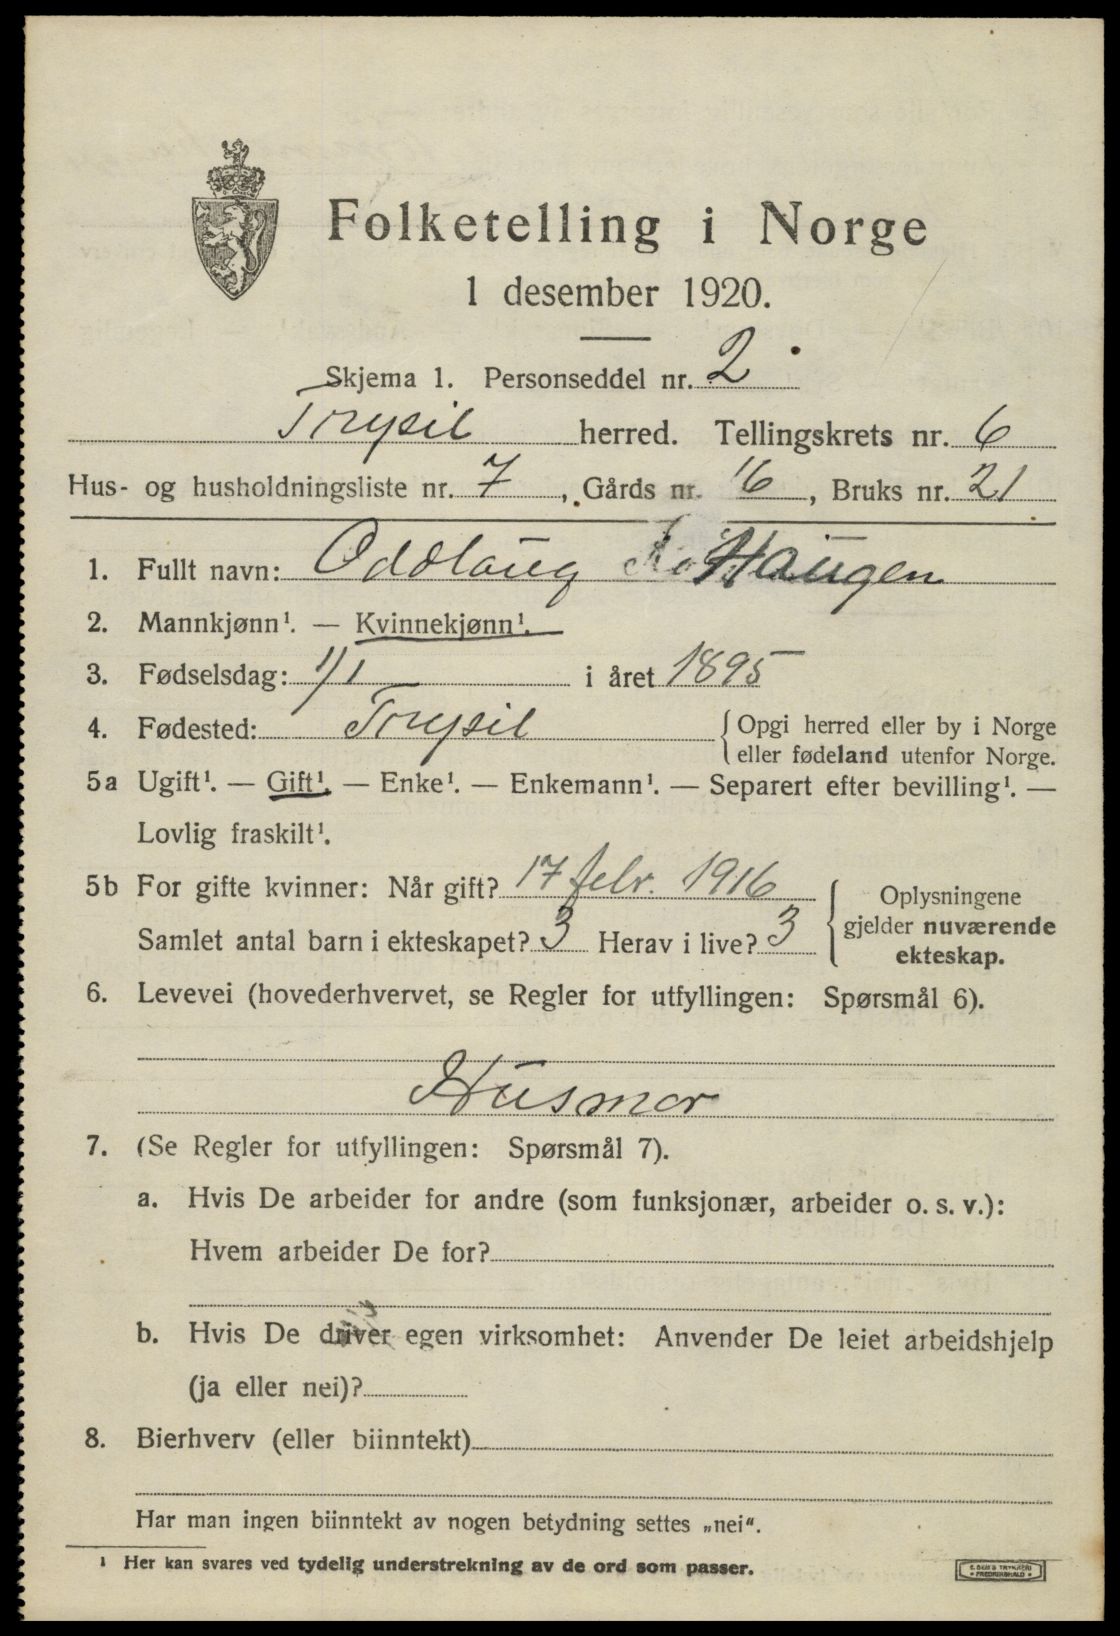 Folketelling i Norge
1 desember 1920.
Skjema 1. Personseddel nr. 2
Trysil herred. Tellingskrets nr. 6
Hus- og husholdningsliste nr. 7, Gårds nr. 16, Bruks nr. 21
1. Fullt navn: Oddlaug Haugen
2. Mannkjønn¹. — Kvinnekjønn¹.
3. Fødselsdag: 1/1 i året 1895
4. Fødested: Trysil {Opgi herred eller by i Norge
eller fødeland utenfor Norge.
5a Ugift¹. — Gift¹. — Enke¹. — Enkemann¹. — Separert efter bevilling¹. —
Lovlig fraskilt¹.
5b For gifte kvinner: Når gift? 17 febr. 1916
Samlet antal barn i ekteskapet? 3 Herav i live? 3
Oplysningene
gjelder nuværende
ekteskap.
6. Levevei (hovederhvervet, se Regler for utfyllingen: Spørsmål 6).
Husmor
7. (Se Regler for utfyllingen: Spørsmål 7).
a. Hvis De arbeider for andre (som funksjonær, arbeider o. s. v.):
Hvem arbeider De for?
b. Hvis De driver egen virksomhet: Anvender De leiet arbeidshjelp
(ja eller nei)?
8. Bierhverv (eller biinntekt)
Har man ingen biinntekt av nogen betydning settes „nei“.
¹ Her kan svares ved tydelig understrekning av de ord som passer.